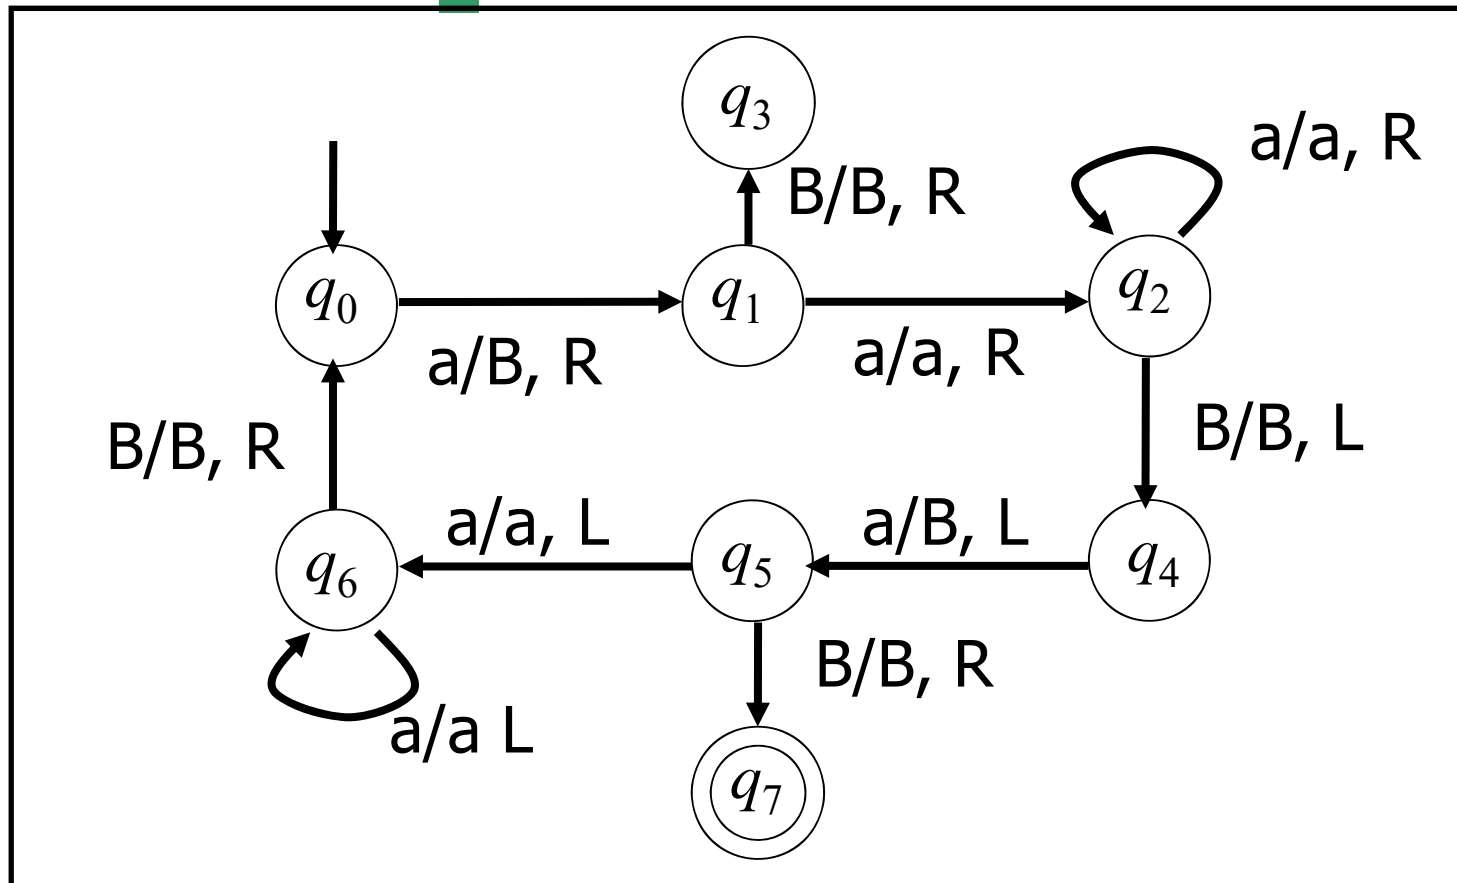 q3
a/a, R
B/B, R
q0
q1
q2
a/B, R
a/a, R
B/B, R
B/B, L
a/a, L
a/B, L
q6
q5
q4
B/B, R
a/a L
q7